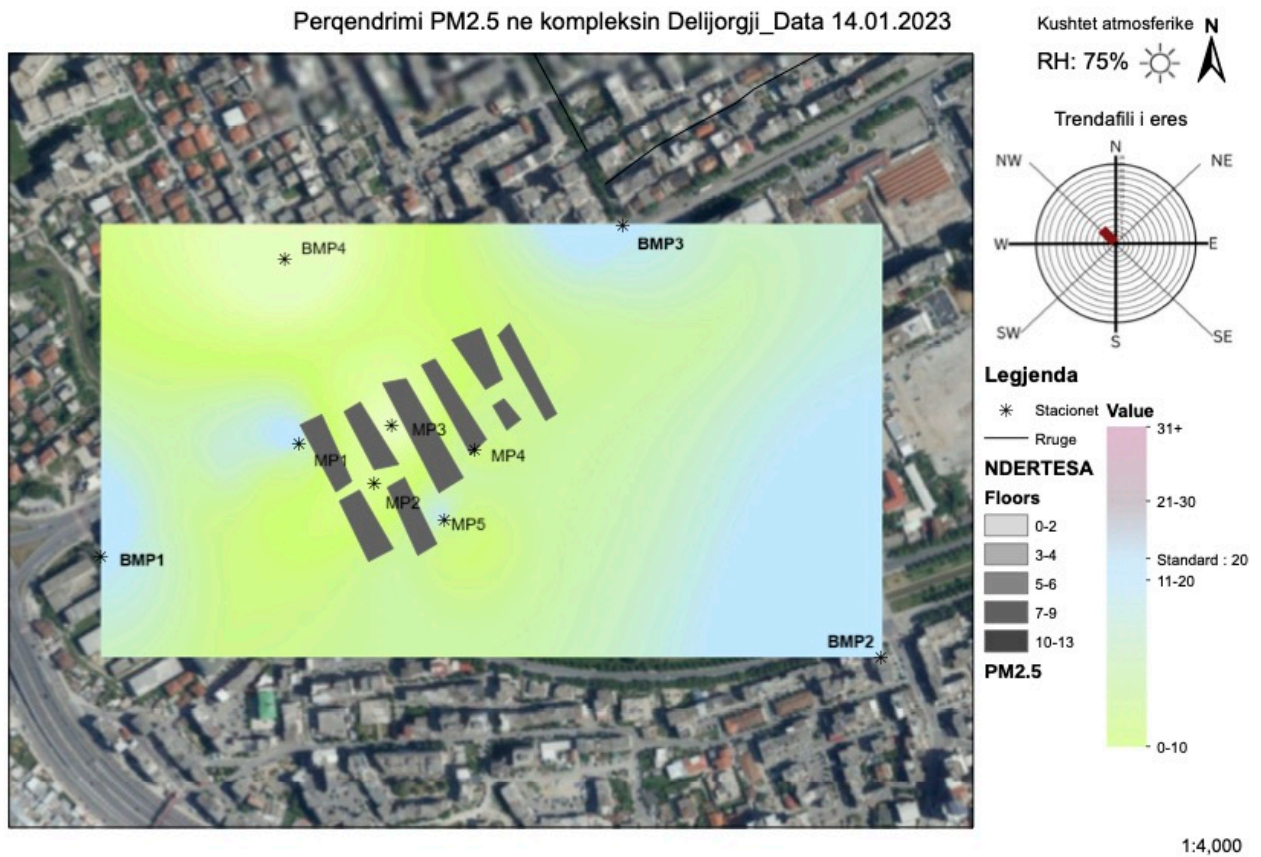 Perqendrimi PM2.5 ne kompleksin Delijorgji_Data 14.01.2023
Kushtet atmosferike
N
RH: 75%
Trendafili i eres
N
NW
NE
W
E
SW
SE
S
BMP4
BMP3
MP3
MP1
MP4
MP2
MP5
BMP1
BMP2
Legjenda
Stacionet
Rruge
NDERTESA
Floors
0-2
3-4
5-6
7-9
10-13
PM2.5
Value
31+
21-30
Standard : 20
11-20
0-10
1:4,000